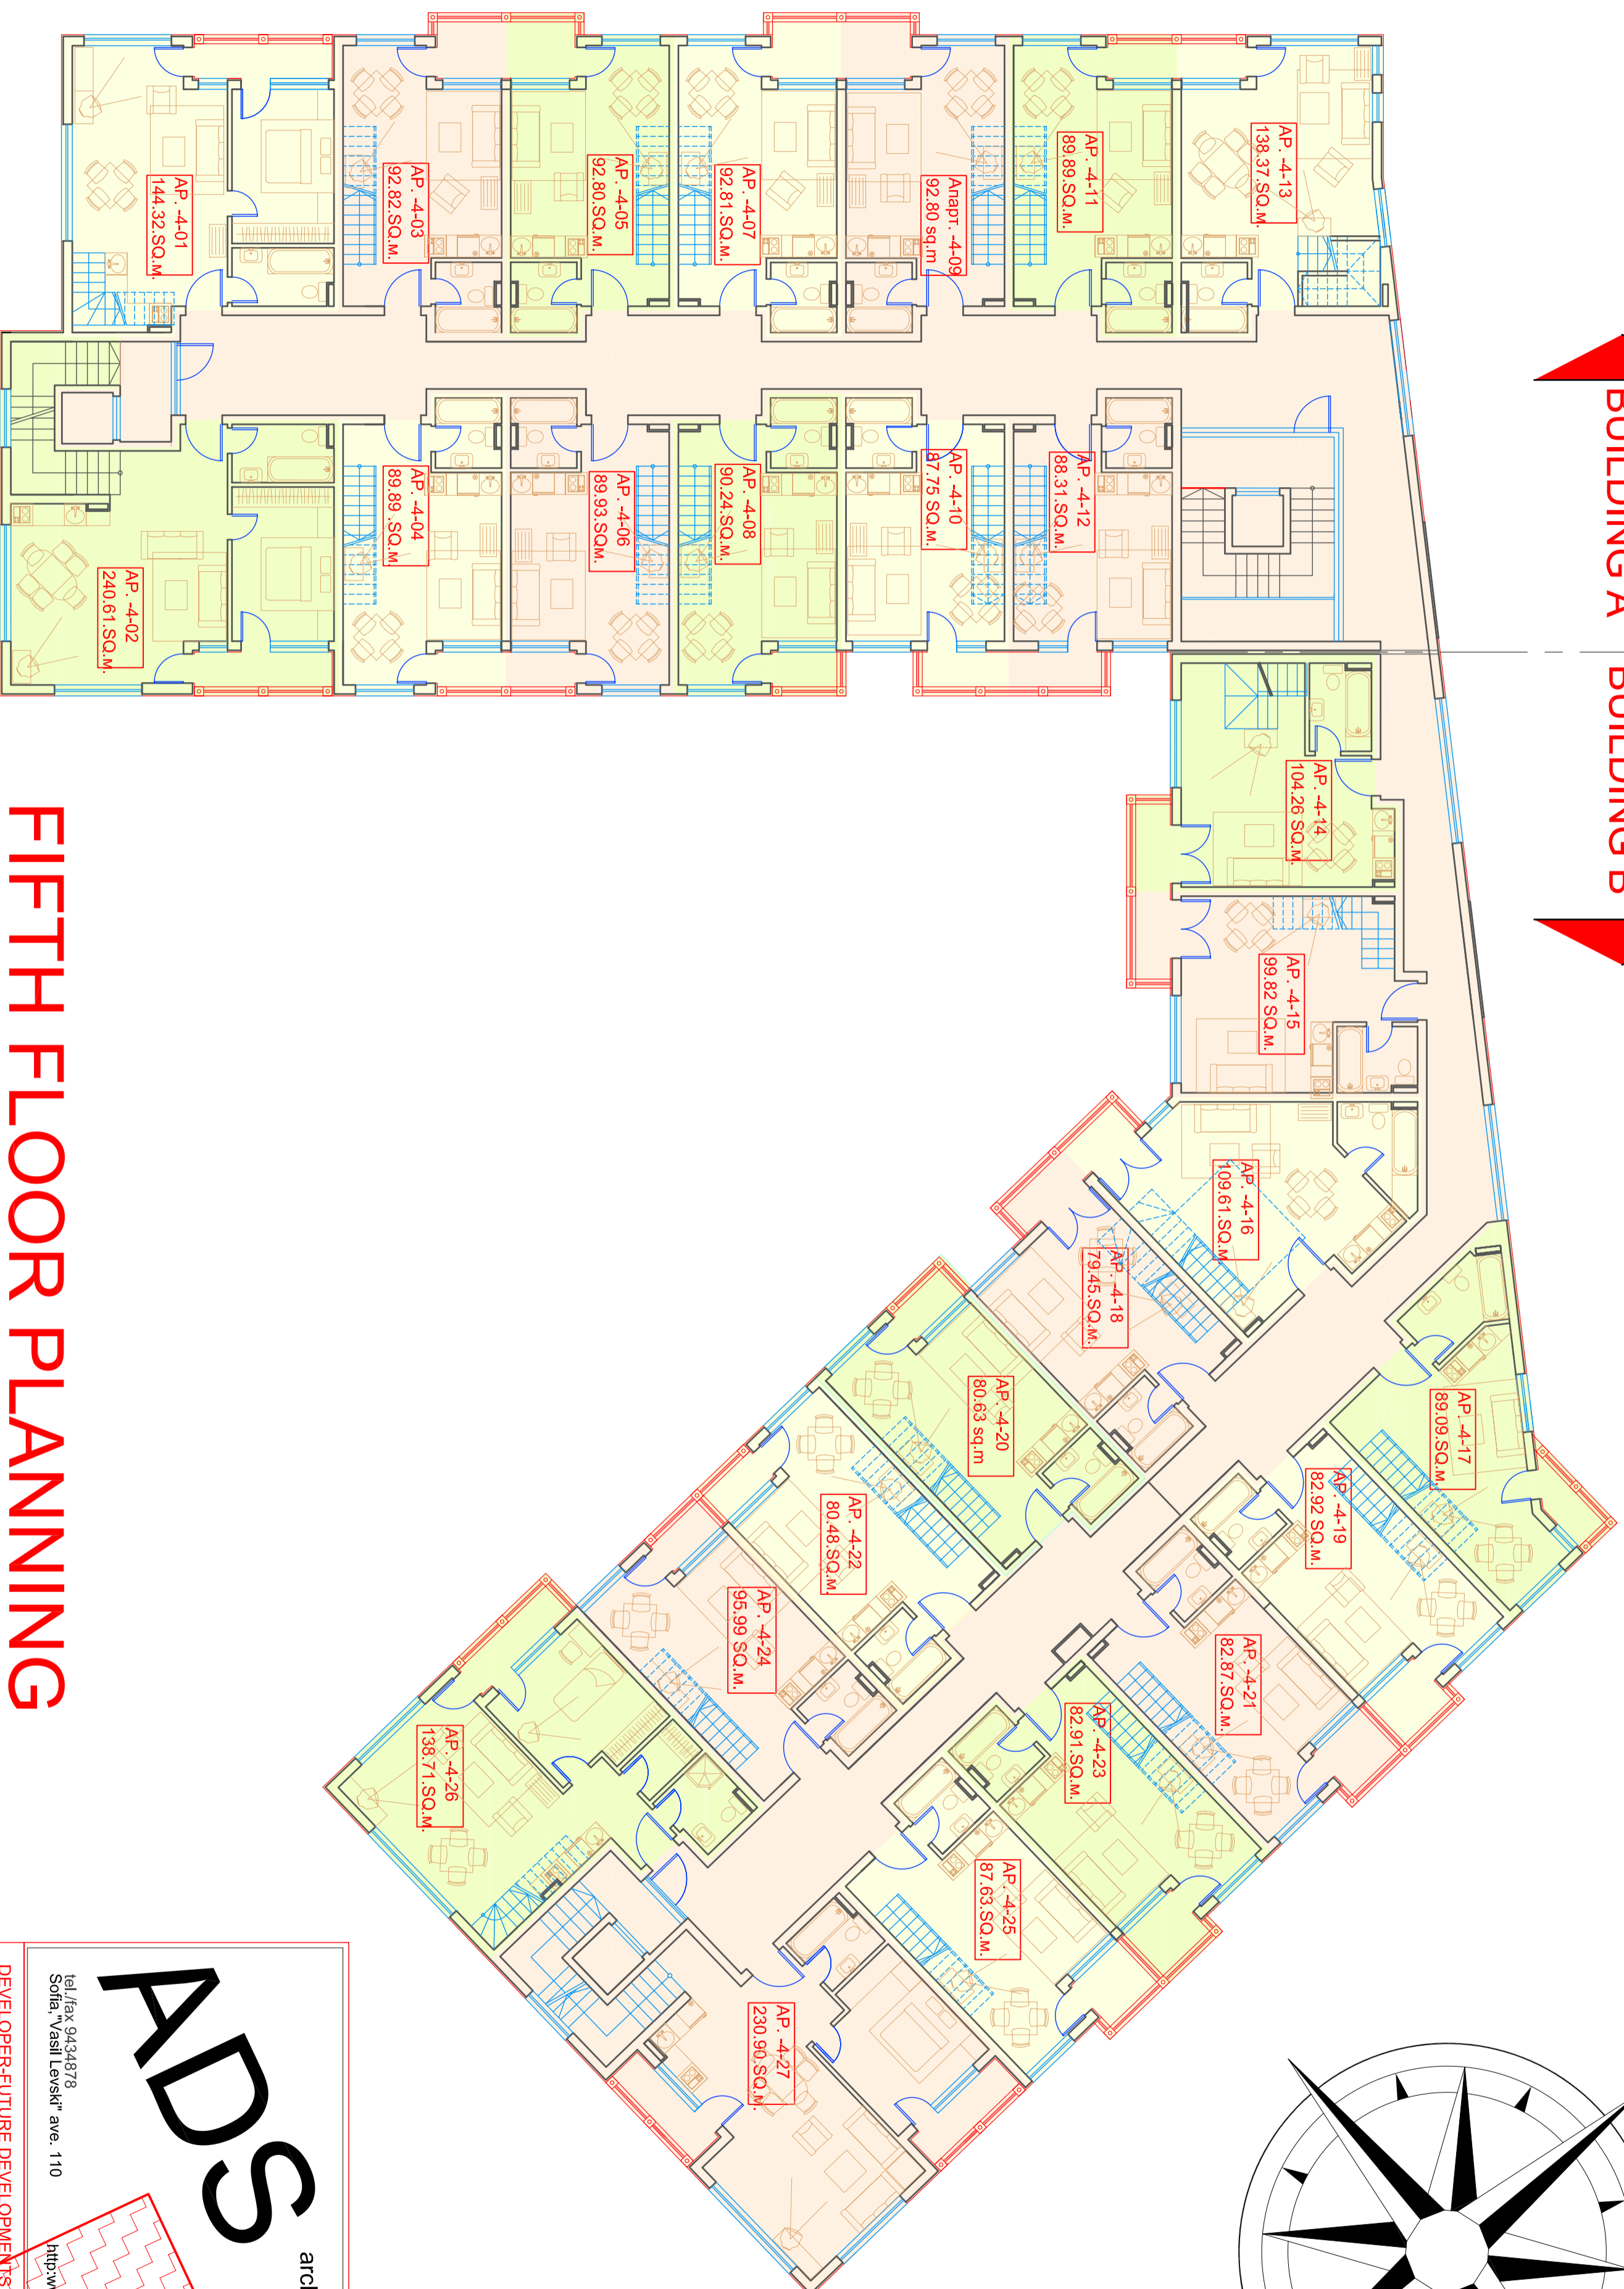 BUILDING A
BUILDING B
AP. -4-01
144.32.SQ.М.
AP. -4-03
92.82.SQ.М.
AP. -4-05
92.80.SQ.М.
AP. -4-07
92.81.SQ.М.
Апарт. -4-09
92.80 sq.m
AP. -4-11
89.89.SQ.М.
AP. -4-13
138.37.SQ.М.
AP. -4-02
240.61.SQ.М.
AP. -4-04
89.89 .SQ.М
AP. -4-06
89.93.SQМ.
AP. -4-08
90.24.SQ.М.
AP. -4-10
87.75 SQ.М.
AP. -4-12
88.31.SQ.М.
AP. -4-14
104.26 SQ.М.
AP. -4-15
99.82 SQ.М.
AP. -4-16
109.61.SQ.М.
AP. -4-18
79.45.SQ.М.
AP. -4-17
89.09.SQ.М.
AP. -4-20
80.63 sq.m
AP. -4-19
82.92 SQ.М.
AP. -4-22
80.48.SQ.М.
AP. -4-21
82.87.SQ.М.
AP. -4-24
95.99 SQ.М.
AP. -4-23
82.91.SQ.М.
AP. -4-26
138.71.SQ.М.
AP. -4-25
87.63.SQ.М.
AP. -4-27
230.90.SQ.М.
FIFTH FLOOR PLANNING
ADS
tel./fax 9434878
Sofia,"Vasil Levski" ave. 110
DEVELOPER-FUTURE DEVELOPMENTS